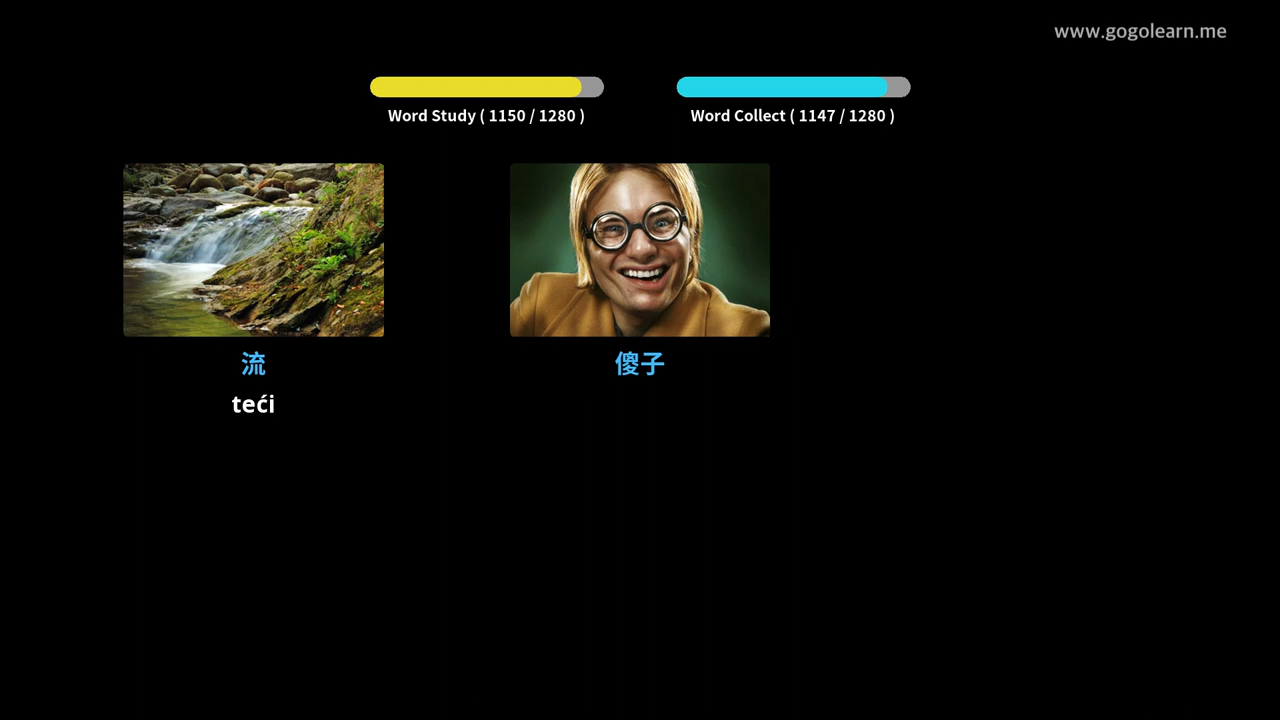 www.gogolearn.me
Word Study ( 1150 / 1280 )
Word Collect ( 1147 / 1280 )
流
傻子
teći